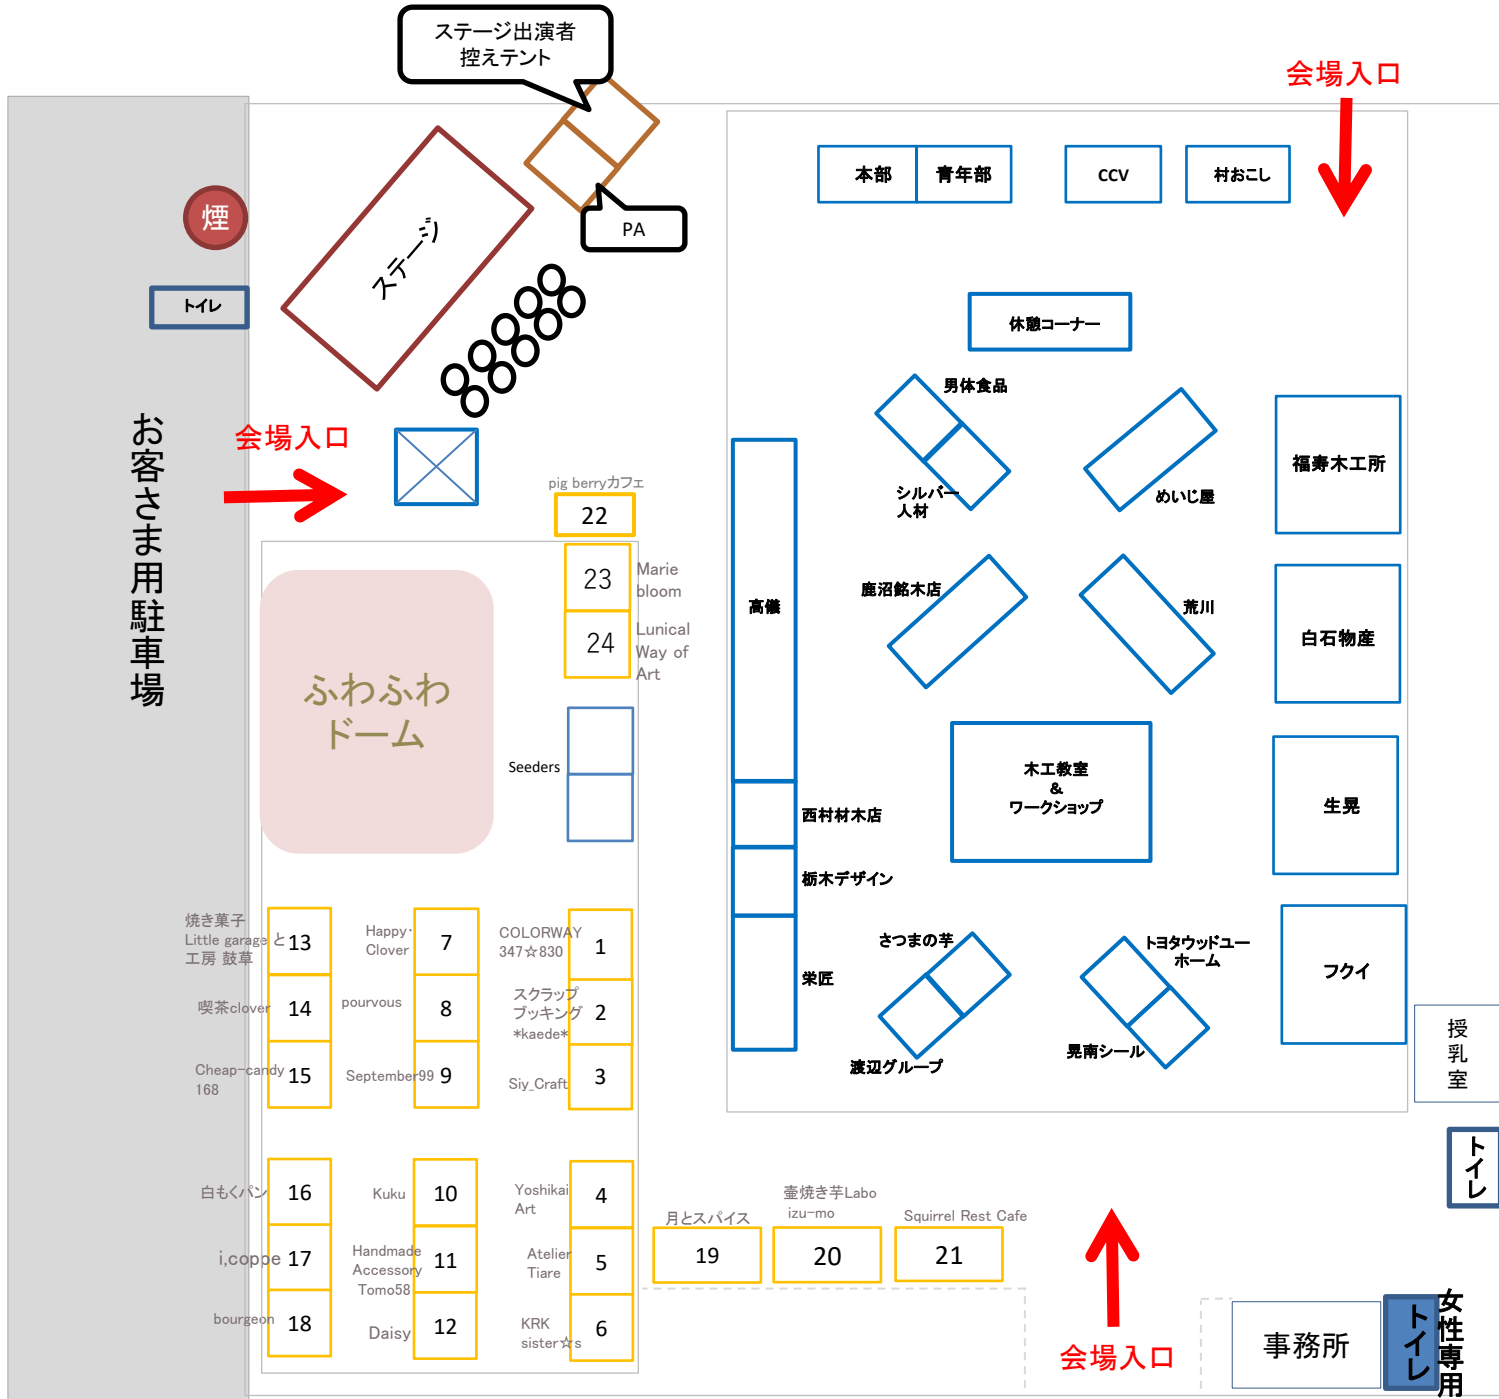 ステージ出演者
控えテント
会場入口
本部
青年部
CCV
村おこし
煙
PA
ステージ
トイレ
休憩コーナー
男体食品
お客さま用駐車場
会場入口
シルバー
人材
めいじ屋
福寿木工所
pig berryカフェ
22
23
Marie
bloom
24
Lunical
Way of
Art
高儀
鹿沼銘木店
荒川
白石物産
ふわふわ
ドーム
Seeders
木工教室
&
ワークショップ
生晃
西村材木店
栃木デザイン
栄匠
さつまの芋
渡辺グループ
トヨタウッドユー
ホーム
晃南シール
フクイ
授乳室
トイレ
焼き菓子
Little garage と
工房 鼓草
13
Happy・
Clover
7
COLORWAY
347☆830
1
喫茶clover
14
pourvous
8
スクラップ
ブッキング
*kaede*
2
Cheap-candy
168
15
September99
9
Siy_Craft
3
白もくパン
16
Kuku
10
Yoshikai
Art
4
i,coppe
17
Handmade
Accessory
Tomo58
11
Atelier
Tiare
5
bourgeon
18
Daisy
12
KRK
sister☆s
6
月とスパイス
19
壷焼き芋Labo
izu-mo
20
Squirrel Rest Cafe
21
会場入口
事務所
トイレ
女性専用